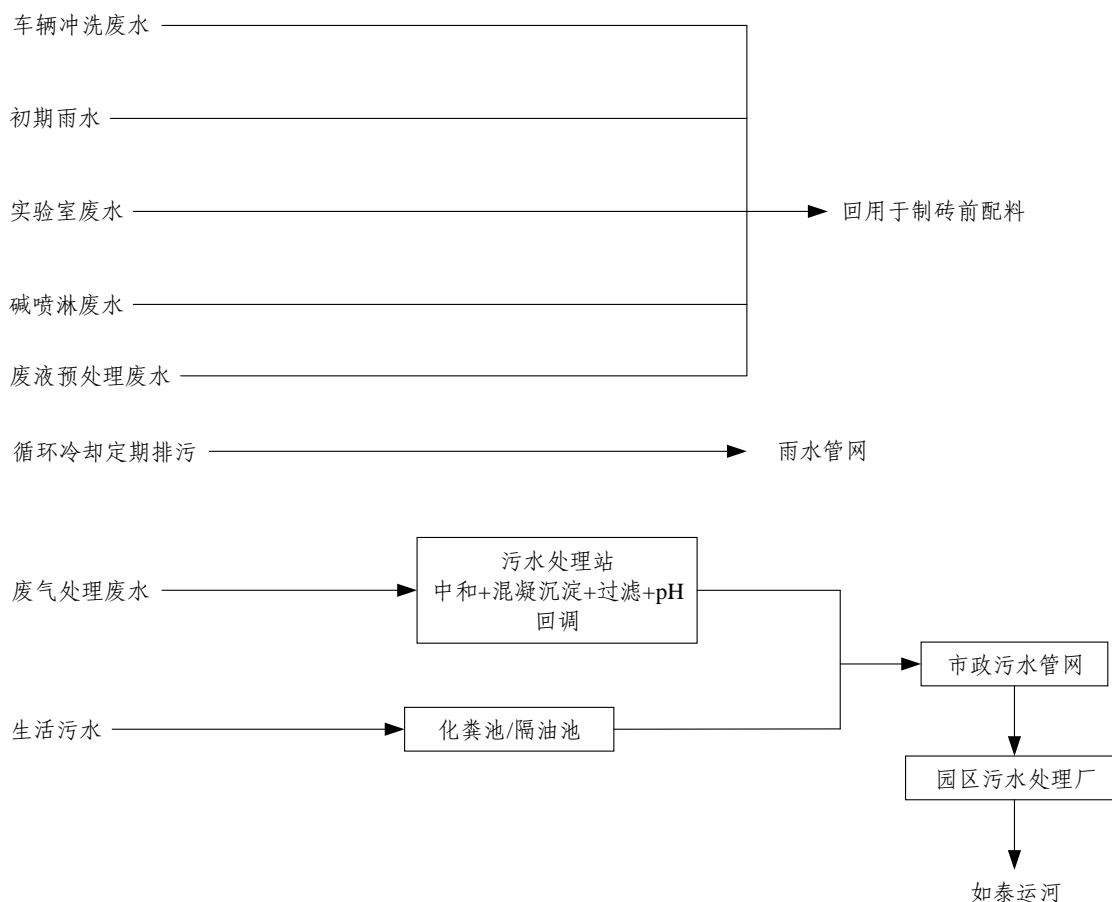 车辆冲洗废水
初期雨水
实验室废水
回用于制砖前配料
碱喷淋废水
废液预处理废水
循环冷却定期排污
雨水管网
废气处理废水
污水处理站
中和+混凝沉淀+过滤+pH
回调
市政污水管网
生活污水
化粪池/隔油池
园区污水处理厂
如泰运河